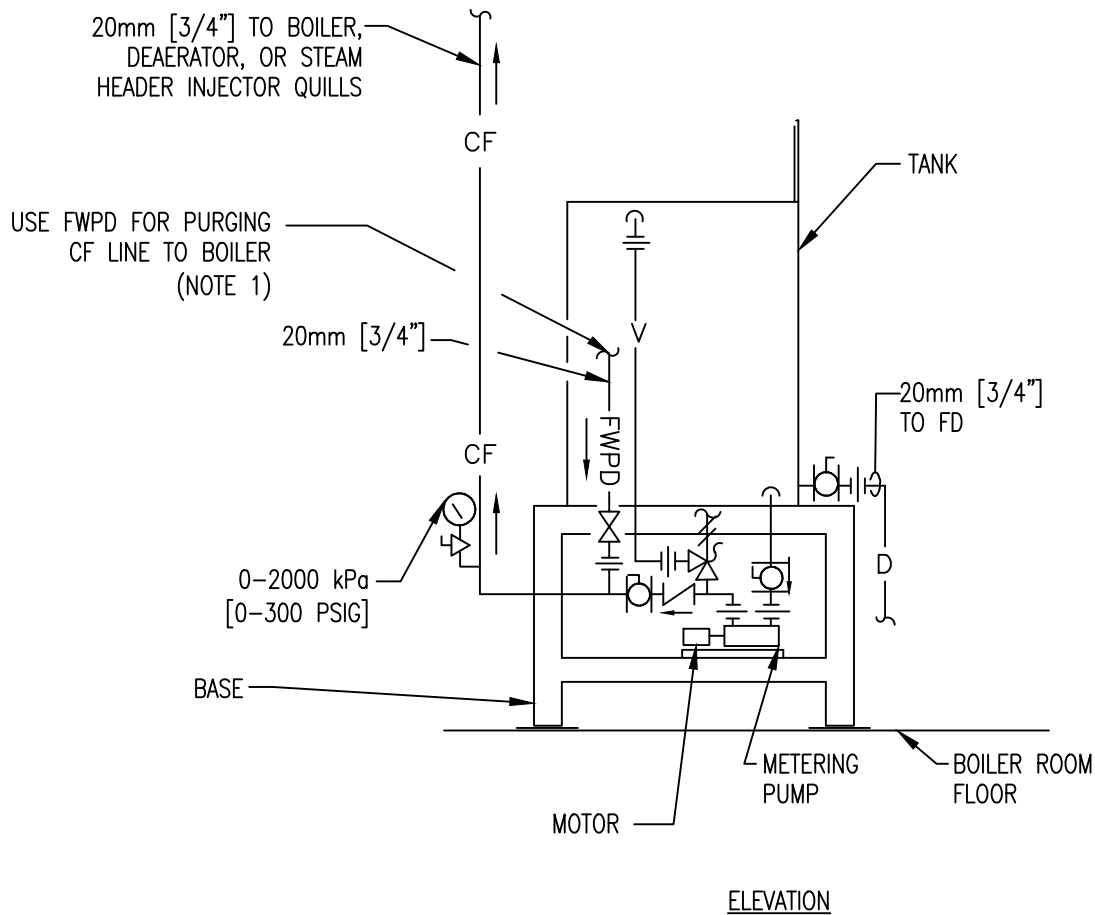 20mm [3/4"] TO BOILER,
DEAERATOR, OR STEAM
HEADER INJECTOR QUILLS
CF
TANK
USE FWPD FOR PURGING
CF LINE TO BOILER
(NOTE 1)
20mm [3/4"]
V
20mm [3/4"]
TO FD
FWPD
CF
D
0-2000 kPa
[0-300 PSIG]
BASE
METERING
PUMP
BOILER ROOM
FLOOR
MOTOR
ELEVATION